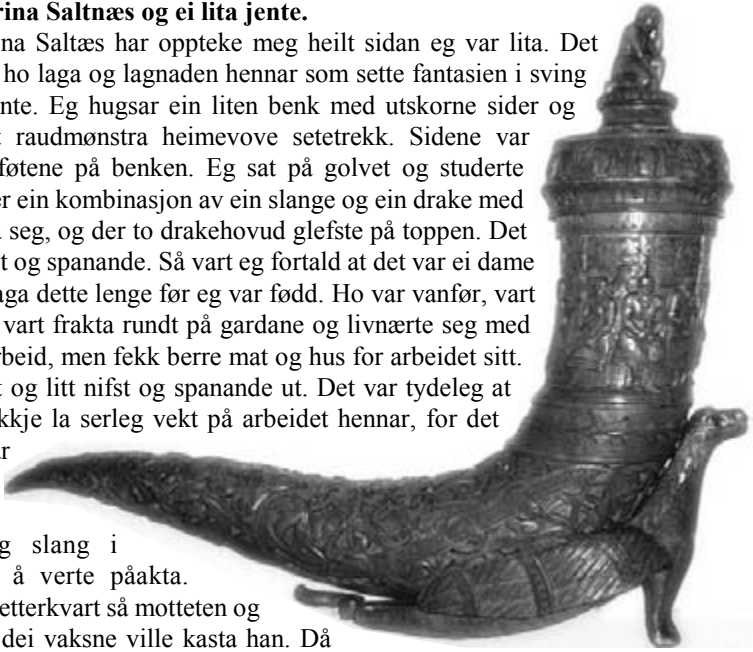 rina Saltnæs og ei lita jente.
na Saltæs har oppteke meg heilt sidan eg var lita. Det
ho laga og lagnaden hennar som sette fantasien i sving
nte. Eg hugsar ein liten benk med utskorne sider og
t raudmønstra heimevove setetrekk. Sidene var
føtene på benken. Eg sat på golvet og studerte
er ein kombinasjon av ein slange og ein drake med
seg, og der to drakehovud glefste på toppen. Det
t og spanande. Så vart eg fortald at det var ei dame
aga dette lenge før eg var fødd. Ho var vanfør, vart
vart frakta rundt på gardane og livnærte seg med
rbeid, men fekk berre mat og hus for arbeidet sitt.
t og litt nifst og spanande ut. Det var tydeleg at
kkje la serleg vekt på arbeidet hennar, for det
ar
g slang i
å verte påakta.
etterkvart så motteten og
dei vaksne ville kasta han. Då